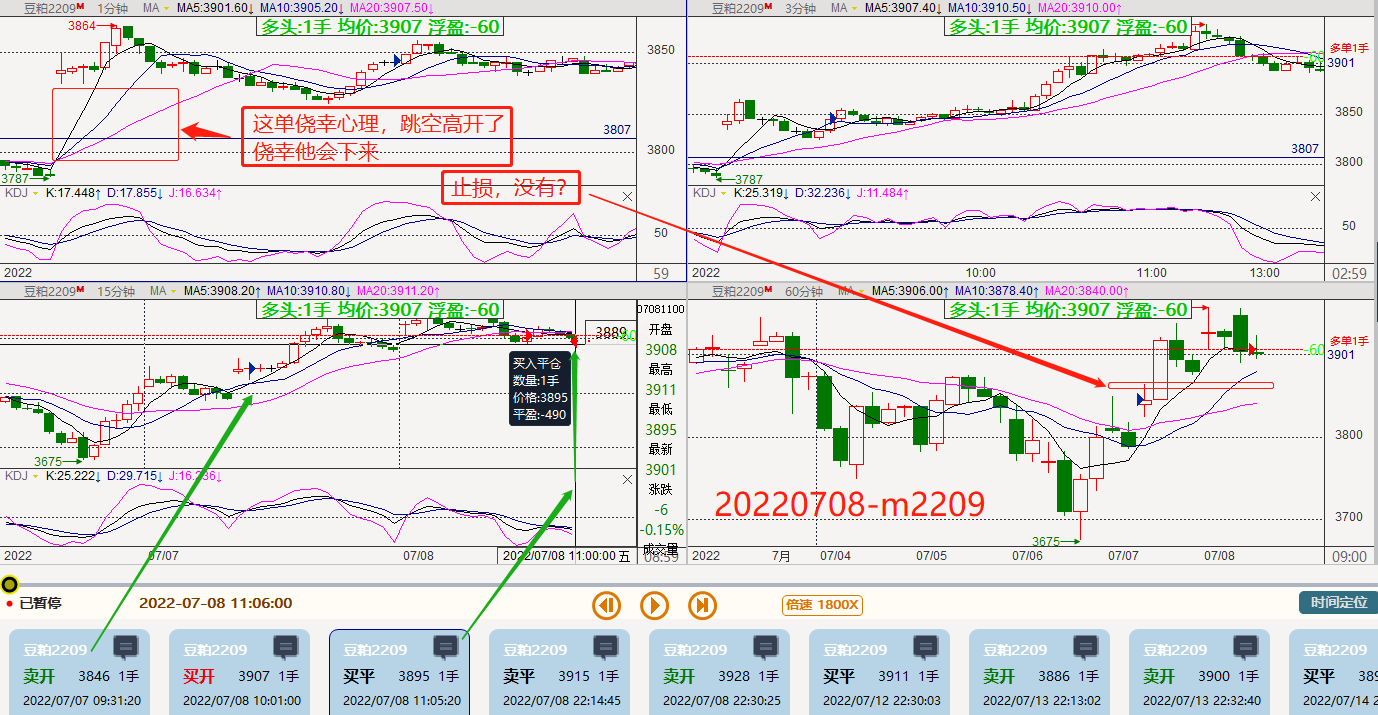 豆粕2209ᴹ 1分钟 MA MA5:3901.60↓ MA10:3905.20↓ MA20:3907.50↓
多头:1手 均价:3907 浮盈:-60
3864
3850
这单侥幸心理，跳空高开了
侥幸他会下来
3807
3800
3787
止损，没有?
KDJ K:17.448↑ D:17.855↓ J:16.634↑
50
2022
59
豆粕2209ᴹ 3分钟 MA MA5:3907.40↓ MA10:3910.50↓ MA20:3910.00↑
多头:1手 均价:3907 浮盈:-60
多单1手
3901
3850
3807
3800
3787
KDJ K:25.319↓ D:32.236↓ J:11.484↑
50
2022 10:00 11:00 13:00 02:59
豆粕2209ᴹ 15分钟 MA MA5:3908.20↑ MA10:3910.80↓ MA20:3911.20↑
多头:1手 均价:3907 浮盈:-60
3889
买入平仓
数量:1手
价格:3895
平盈:-490
3675
07081100
开盘
3908
最高
3911
最低
3895
最新
3901
涨跌
-6
-0.15%
成交量
KDJ K:25.222↓ D:29.715↓ J:16.236↓
2022 07/07 07/08 2022/07/08 11:00:00 五 08:59
豆粕2209ᴹ 60分钟 MA MA5:3906.00↑ MA10:3878.40↑ MA20:3840.00↑
多头:1手 均价:3907 浮盈:-60
多单1手
-60
3901
3800
3700
20220708-m2209
3675
2022 7月 07/04 07/05 07/06 07/07 07/08 09:00
已暂停 2022-07-08 11:06:00 倍速 1800X 时间定位
豆粕2209
卖开 3846 1手
2022/07/07 09:31:20
豆粕2209
买开 3907 1手
2022/07/08 10:01:00
豆粕2209
买平 3895 1手
2022/07/08 11:05:20
豆粕2209
卖平 3915 1手
2022/07/08 22:14:45
豆粕2209
卖开 3928 1手
2022/07/08 22:30:25
豆粕2209
买平 3911 1手
2022/07/12 22:30:03
豆粕2209
卖开 3886 1手
2022/07/13 22:13:02
豆粕2209
卖开 3900 1手
2022/07/13 22:32:40
豆粕2209
买平
2022/07/14